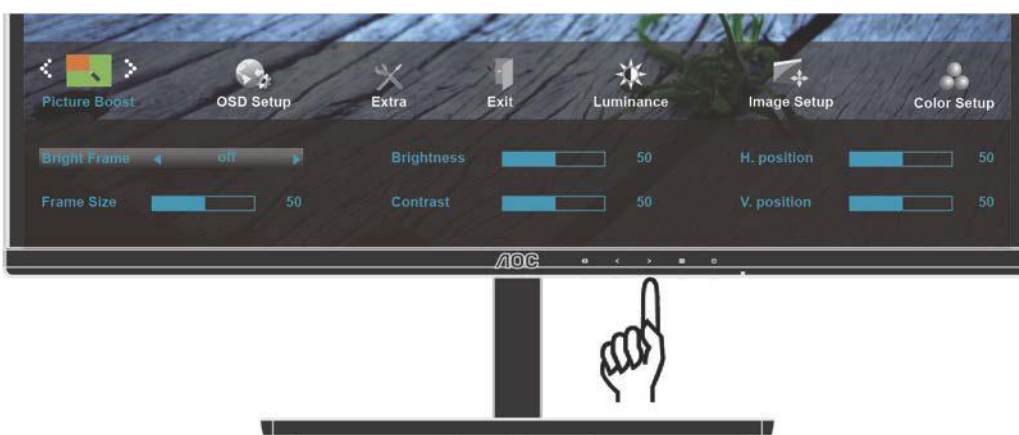 Picture Boost OSD Setup Extra Exit Luminance Image Setup Color Setup
Bright Frame off Brightness 50 H. position 50
Frame Size 50 Contrast 50 V. position 50
AOC